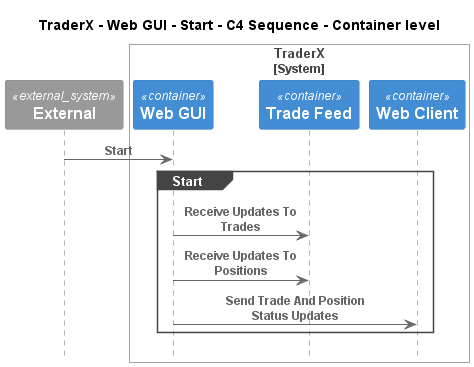 TraderX - Web GUI - Start - C4 Sequence - Container level
TraderX
[System]
«external_system»
External
«container»
Web GUI
«container»
Trade Feed
«container»
Web Client
Start
Start
Receive Updates To
Trades
Receive Updates To
Positions
Send Trade And Position
Status Updates